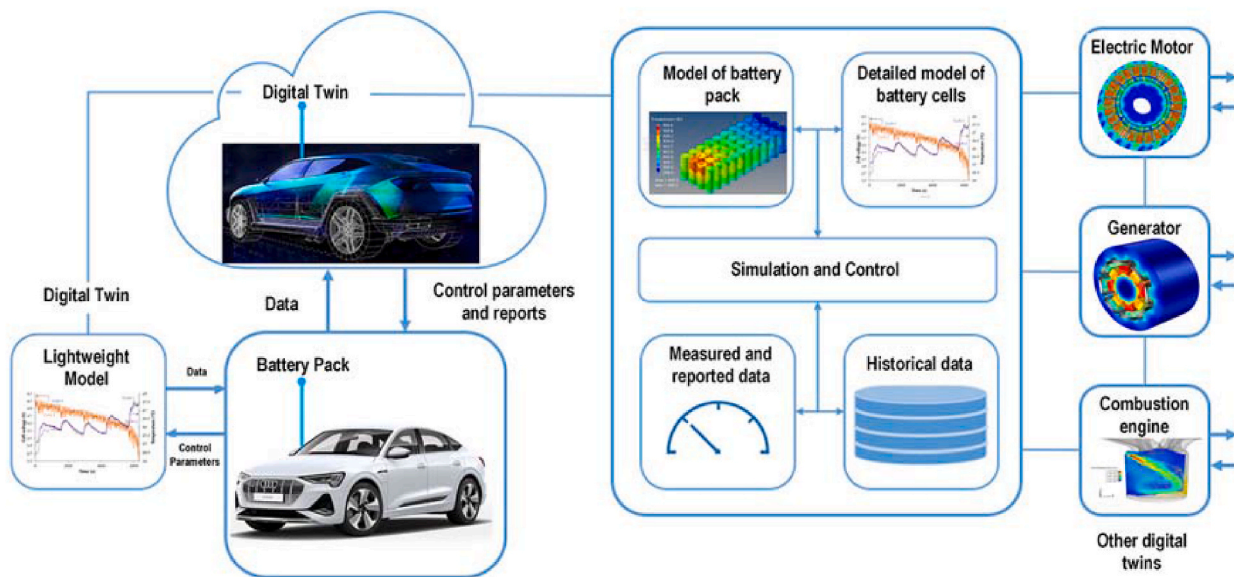 Digital Twin
Digital Twin
Data
Control parameters
and reports
Lightweight
Model
Data
Control
Parameters
Battery Pack
Model of battery
pack
Detailed model of
battery cells
Time (s)
Simulation and Control
Measured and
reported data
Historical data
Electric Motor
Generator
Combustion
engine
Other digital
twins